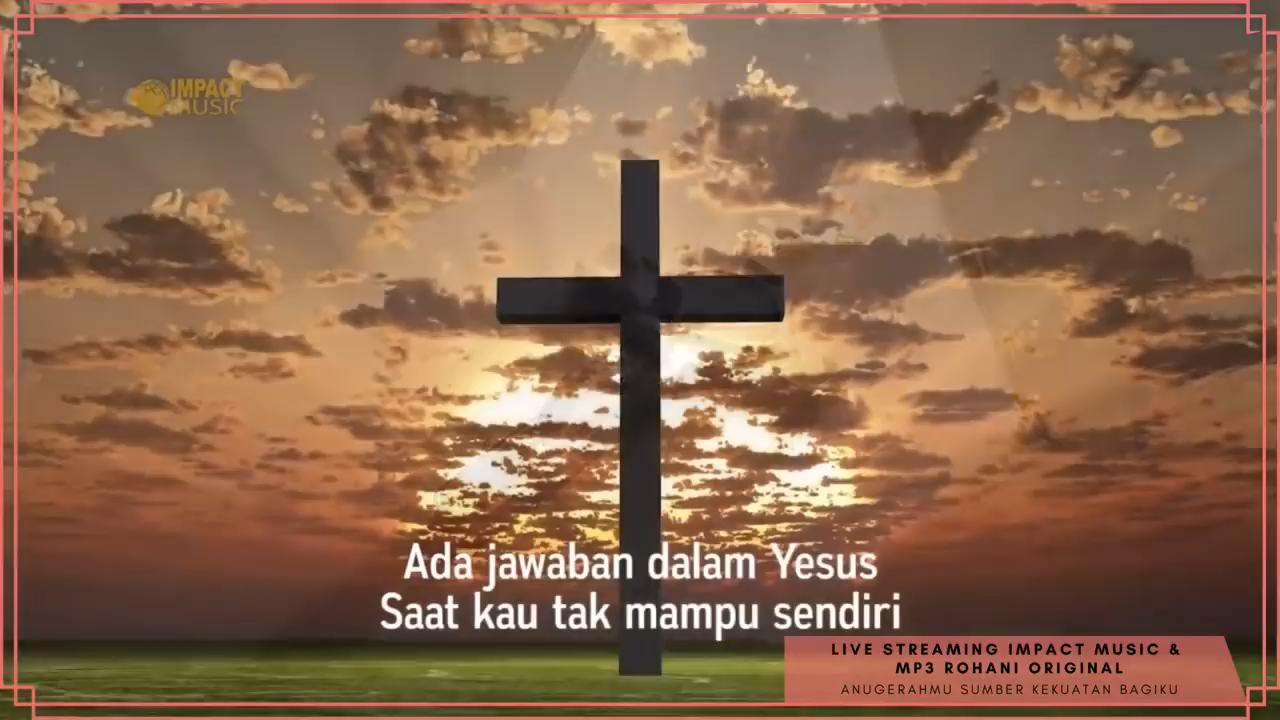 IMPACT
MUSIC
Ada jawaban dalam Yesus
Saat kau tak mampu sendiri
LIVE STREAMING IMPACT MUSIC &
MP3 ROHANI ORIGINAL
ANUGERAHMU SUMBER KEKUATAN BAGIKU